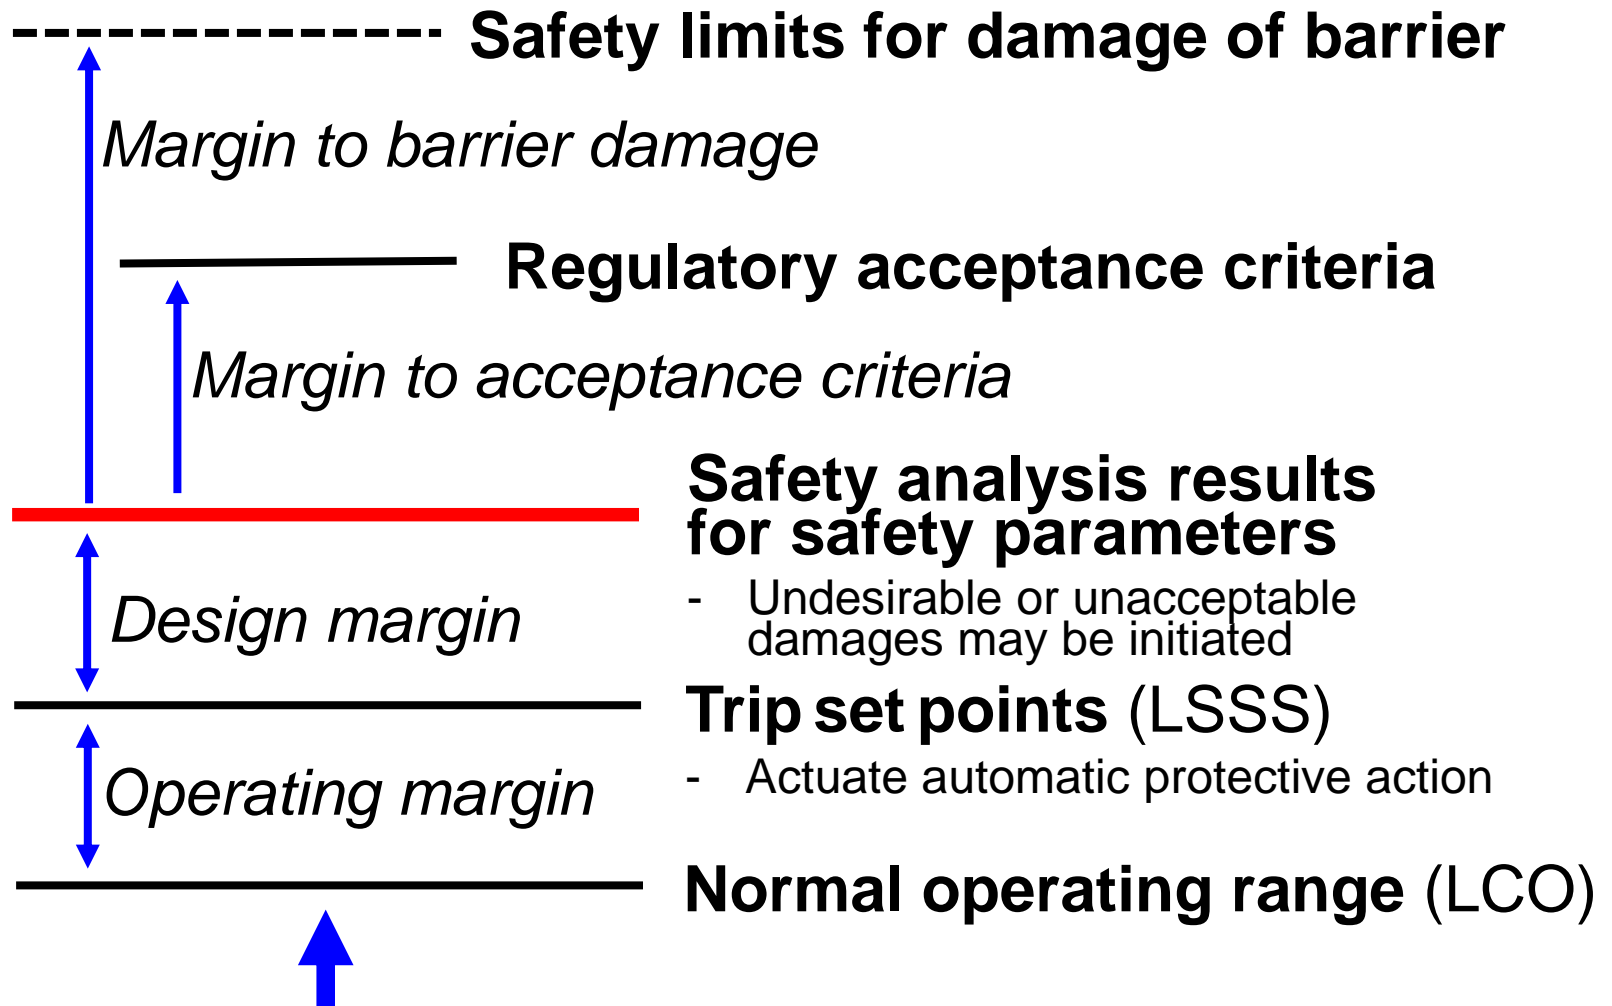 Safety limits for damage of barrier
Margin to barrier damage
Regulatory acceptance criteria
Margin to acceptance criteria
Safety analysis results
for safety parameters
- Undesirable or unacceptable
damages may be initiated
Design margin
Trip set points (LSSS)
- Actuate automatic protective action
Operating margin
Normal operating range (LCO)